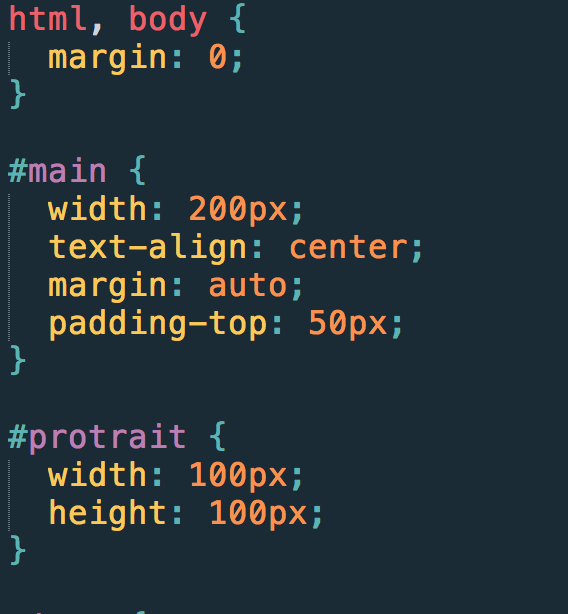 html, body {
  margin: 0;
}

#main {
  width: 200px;
  text-align: center;
  margin: auto;
  padding-top: 50px;
}

#protrait {
  width: 100px;
  height: 100px;
}